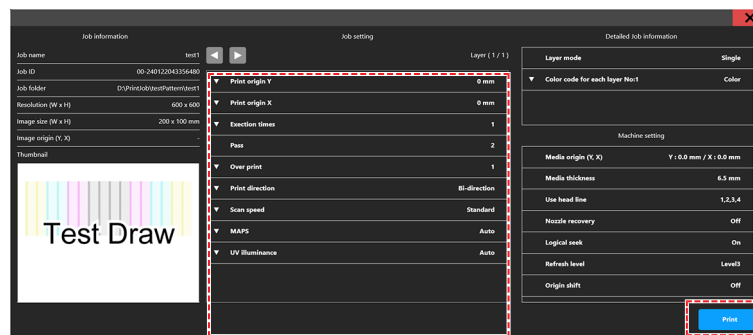 Job information
Job name test1
Job ID 00-240122043356480
Job folder D:\PrintJob\testPattern\test1
Resolution (W x H) 600 x 600
Image size (W x H) 200 x 100 mm
Image origin (Y, X) -
Thumbnail
Test Draw
Job setting
Layer ( 1 / 1 )
Print origin Y 0 mm
Print origin X 0 mm
Exection times 1
Pass 2
Over print 1
Print direction Bi-direction
Scan speed Standard
MAPS Auto
UV illuminance Auto
Detailed Job information
Layer mode Single
Color code for each layer No:1 Color
Machine setting
Media origin (Y, X) Y : 0.0 mm / X : 0.0 mm
Media thickness 6.5 mm
Use head line 1,2,3,4
Nozzle recovery Off
Logical seek On
Refresh level Level3
Origin shift Off
Print